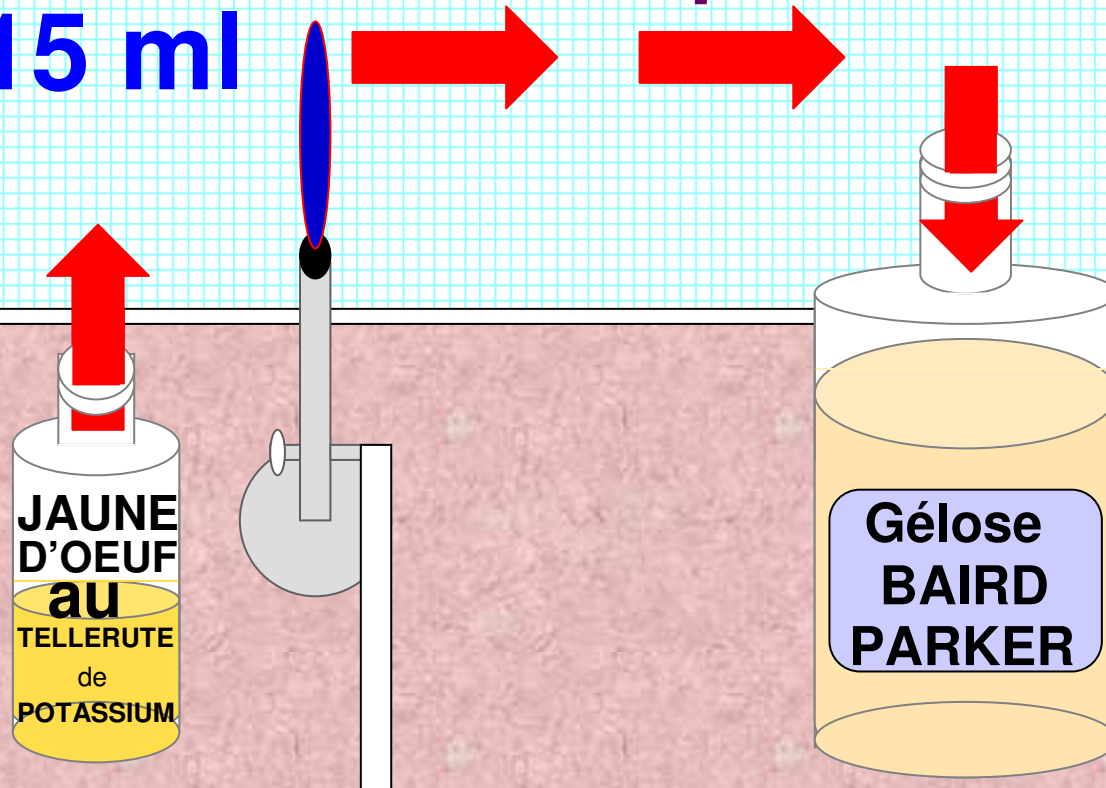 15 ml
JAUNE
D'OEUF
au
TELLERUTE
de
POTASSIUM
Gélose
BAIRD
PARKER